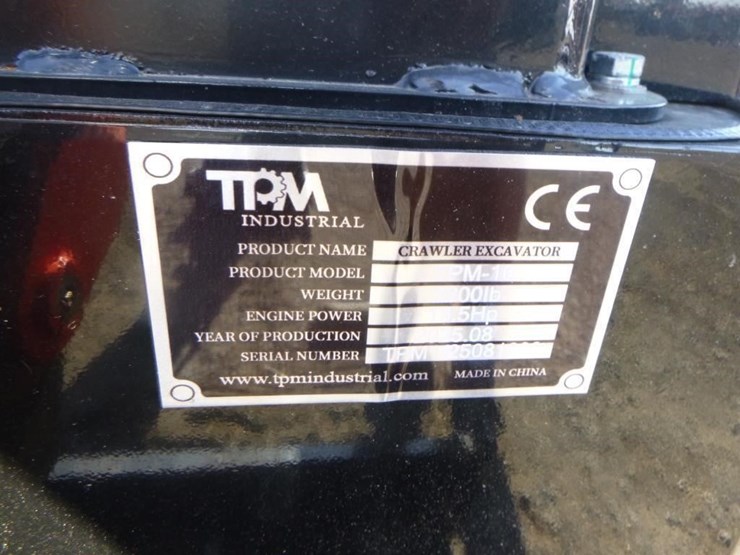 TPM
INDUSTRIAL
CE
PRODUCT NAME CRAWLER EXCAVATOR
PRODUCT MODEL
WEIGHT
ENGINE POWER
YEAR OF PRODUCTION
SERIAL NUMBER
www.tpmindustrial.com MADE IN CHINA